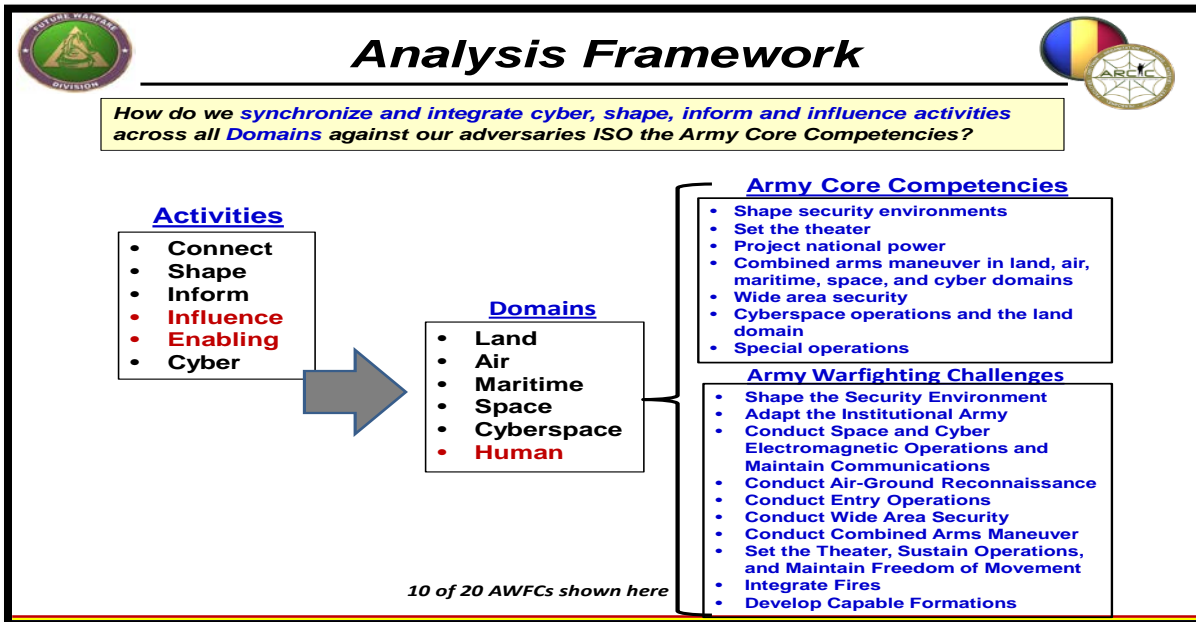 FUTURE WARFARE
DIVISION
Analysis Framework
ARCIC
How do we synchronize and integrate cyber, shape, inform and influence activities
across all Domains against our adversaries ISO the Army Core Competencies?
Activities
• Connect
• Shape
• Inform
• Influence
• Enabling
• Cyber
Domains
• Land
• Air
• Maritime
• Space
• Cyberspace
• Human
Army Core Competencies
• Shape security environments
• Set the theater
• Project national power
• Combined arms maneuver in land, air,
maritime, space, and cyber domains
• Wide area security
• Cyberspace operations and the land
domain
• Special operations
Army Warfighting Challenges
• Shape the Security Environment
• Adapt the Institutional Army
• Conduct Space and Cyber
Electromagnetic Operations and
Maintain Communications
• Conduct Air-Ground Reconnaissance
• Conduct Entry Operations
• Conduct Wide Area Security
• Conduct Combined Arms Maneuver
• Set the Theater, Sustain Operations,
and Maintain Freedom of Movement
• Integrate Fires
• Develop Capable Formations
10 of 20 AWFCs shown here